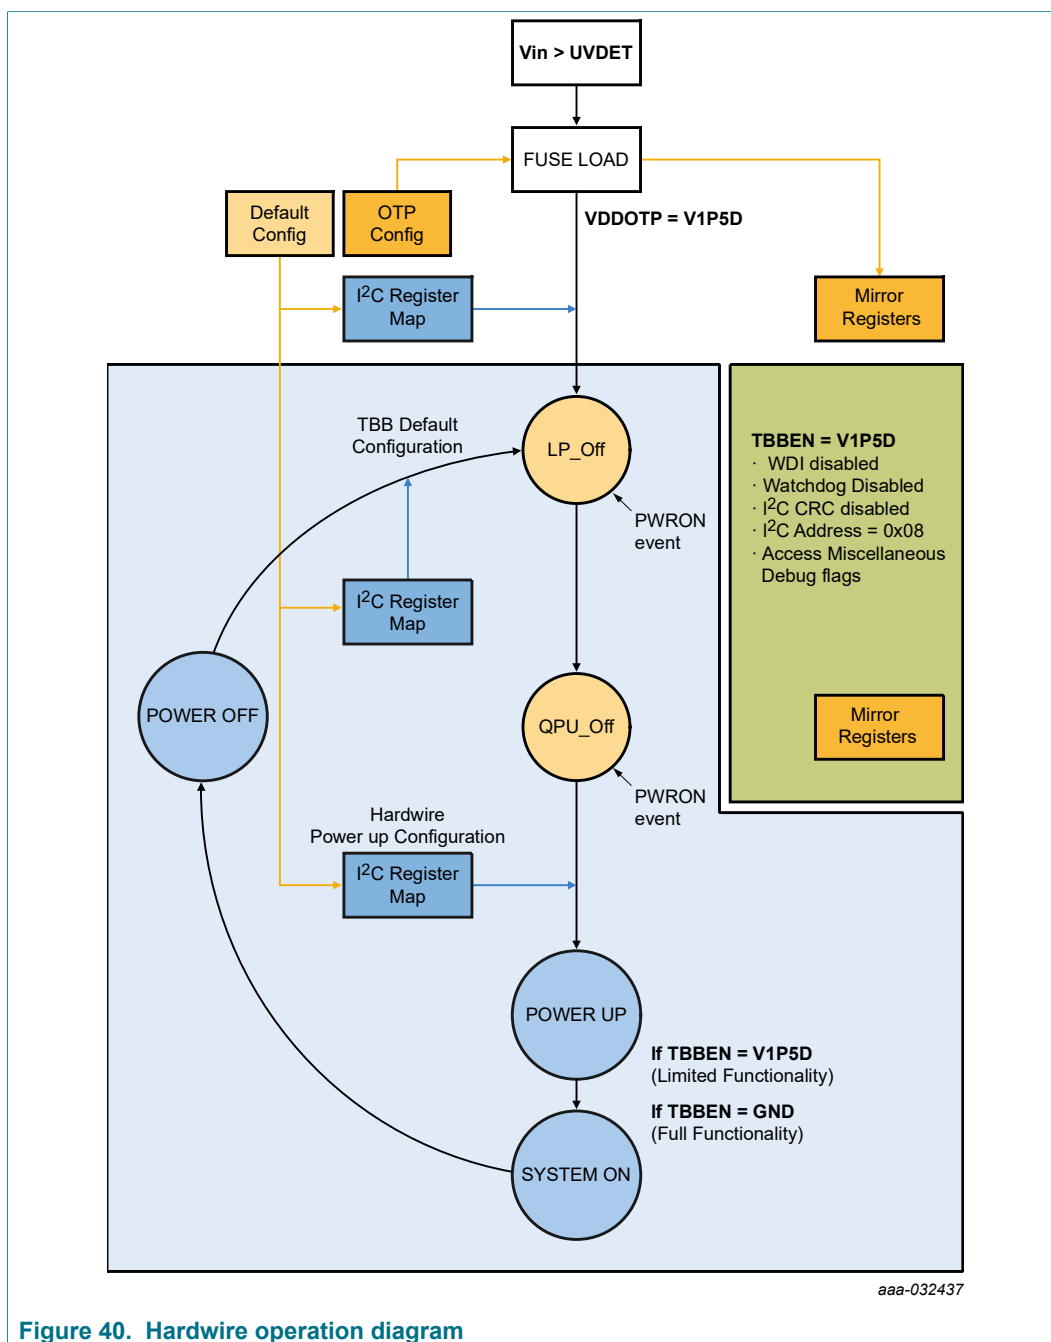 Vin > UVDET
FUSE LOAD
VDDOTP = V1P5D
Default
Config
OTP
Config
I2C Register
Map
Mirror
Registers
TBB Default
Configuration
LP_Off
PWRON
event
TBBEN = V1P5D
· WDI disabled
· Watchdog Disabled
· I2C CRC disabled
· I2C Address = 0x08
· Access Miscellaneous
Debug flags
I2C Register
Map
POWER OFF
QPU_Off
Mirror
Registers
PWRON
event
Hardwire
Power up Configuration
I2C Register
Map
POWER UP
If TBBEN = V1P5D
(Limited Functionality)
If TBBEN = GND
(Full Functionality)
SYSTEM ON
aaa-032437
Figure 40. Hardwire operation diagram